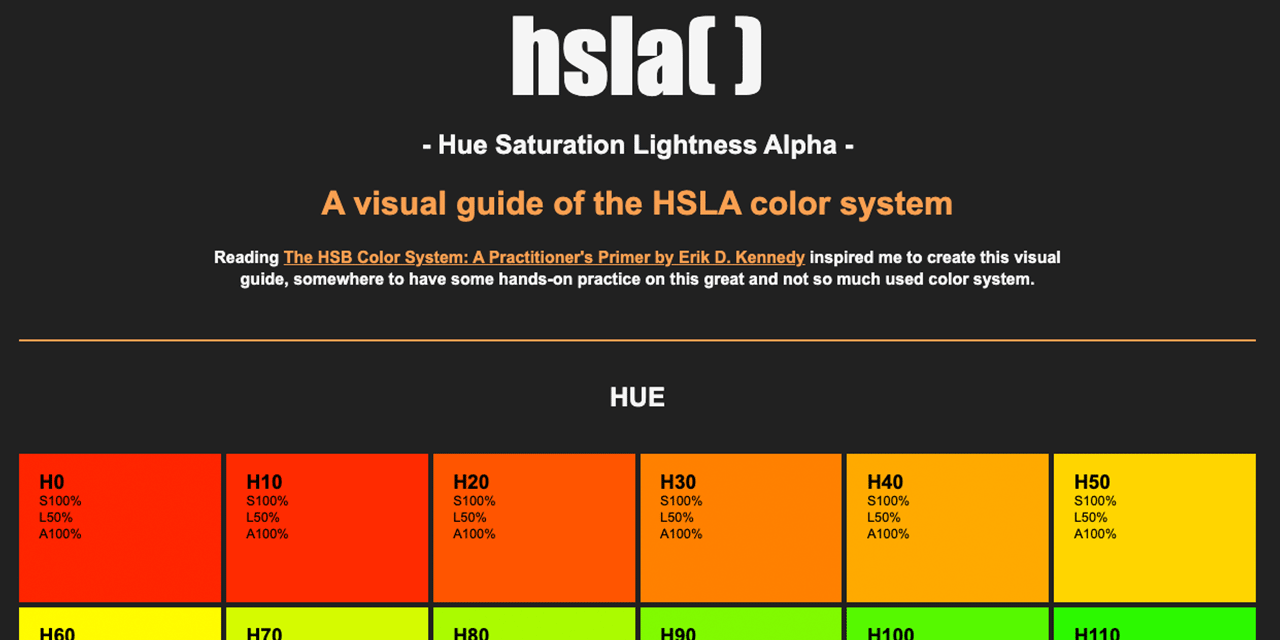 hsla( )
- Hue Saturation Lightness Alpha -
A visual guide of the HSLA color system
Reading The HSB Color System: A Practitioner's Primer by Erik D. Kennedy inspired me to create this visual
guide, somewhere to have some hands-on practice on this great and not so much used color system.
HUE
H0
S100%
L50%
A100%
H10
S100%
L50%
A100%
H20
S100%
L50%
A100%
H30
S100%
L50%
A100%
H40
S100%
L50%
A100%
H50
S100%
L50%
A100%
H60
H70
H80
H90
H100
H110